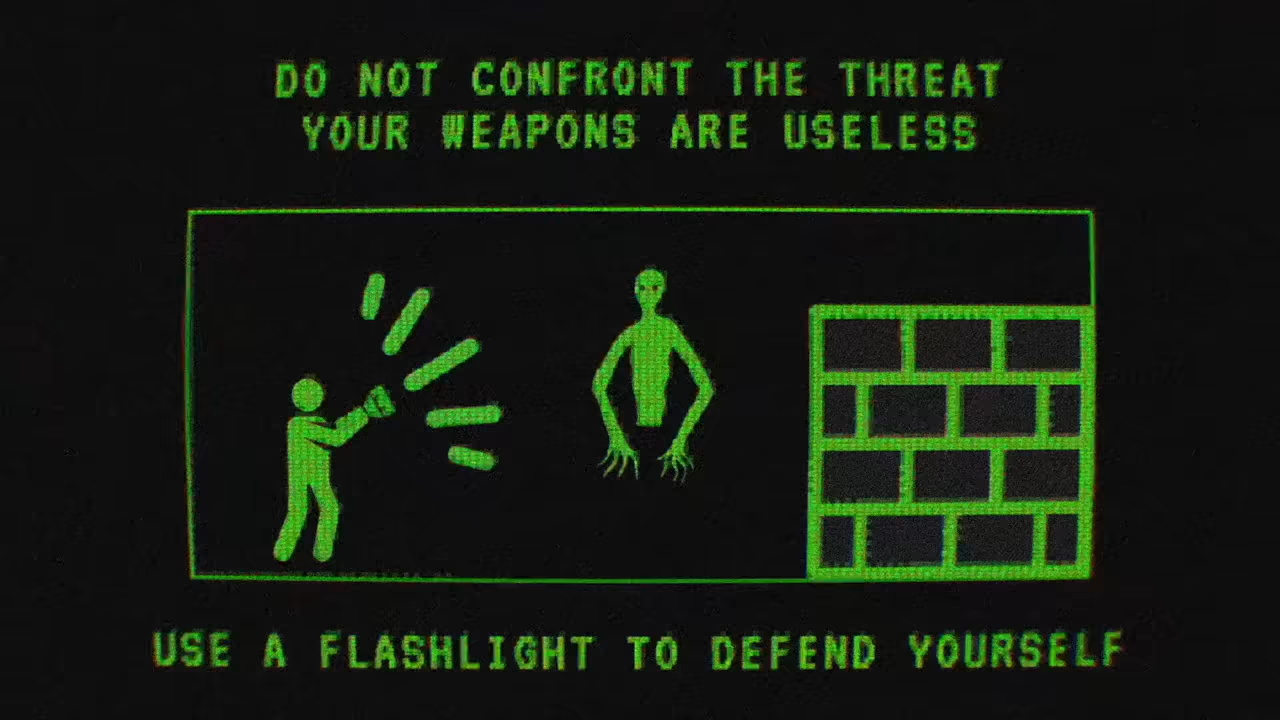 DO NOT CONFRONT THE THREAT
YOUR WEAPONS ARE USELESS
USE A FLASHLIGHT TO DEFEND YOURSELF